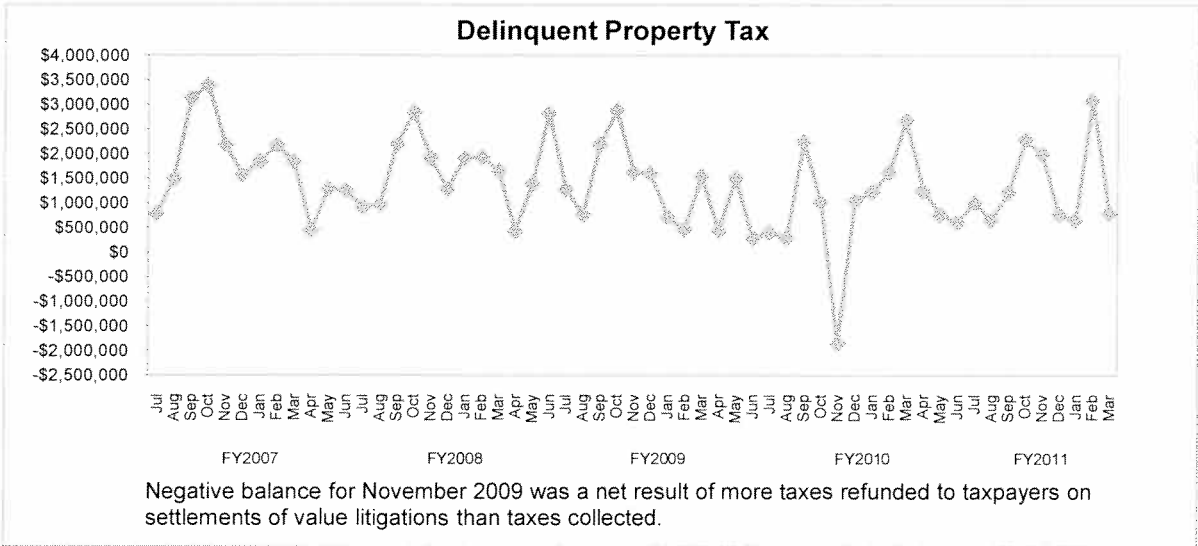 Delinquent Property Tax
$4,000,000
$3,500,000
$3,000,000
$2,500,000
$2,000,000
$1,500,000
$1,000,000
$500,000
$0
-$500,000
-$1,000,000
-$1,500,000
-$2,000,000
-$2,500,000
Jul Aug Sep Oct Nov Dec Jan Feb Mar Apr May Jun Jul Aug Sep Oct Nov Dec Jan Feb Mar Apr May Jun Jul Aug Sep Oct Nov Dec Jan Feb Mar Apr May Jun Jul Aug Sep Oct Nov Dec Jan Feb Mar Apr May Jun Jul Aug Sep Oct Nov Dec Jan Feb Mar
FY2007 FY2008 FY2009 FY2010 FY2011
Negative balance for November 2009 was a net result of more taxes refunded to taxpayers on
settlements of value litigations than taxes collected.